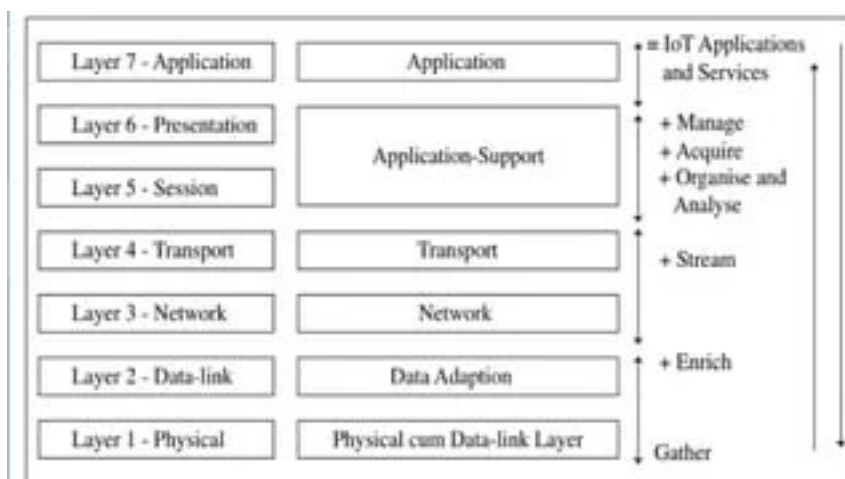 Layer 7 - Application
Application
= IoT Applications
and Services
Layer 6 - Presentation
Application-Support
+ Manage
+ Acquire
+ Organise and
Analyse
Layer 5 - Session
Layer 4 - Transport
Transport
+ Stream
Layer 3 - Network
Network
Layer 2 - Data-link
Data Adaption
+ Enrich
Layer 1 - Physical
Physical cum Data-link Layer
Gather